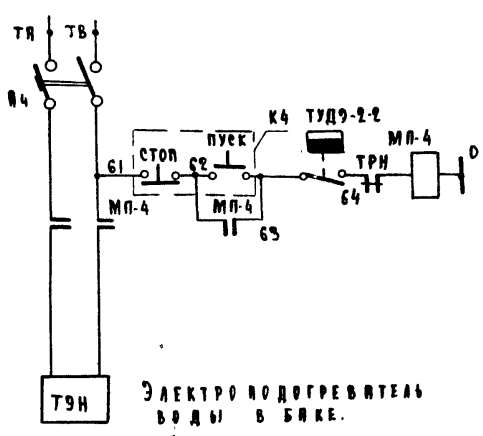 ТА ТВ
П4
К4 ТУДЭ-2-2
ПУСК МП-4
СТОП 61 62 ТРН 0
64
МП-4 МП-4
63
ТЭН
ЭЛЕКТРОПОДОГРЕВАТЕЛЬ
ВОДЫ В БАКЕ.